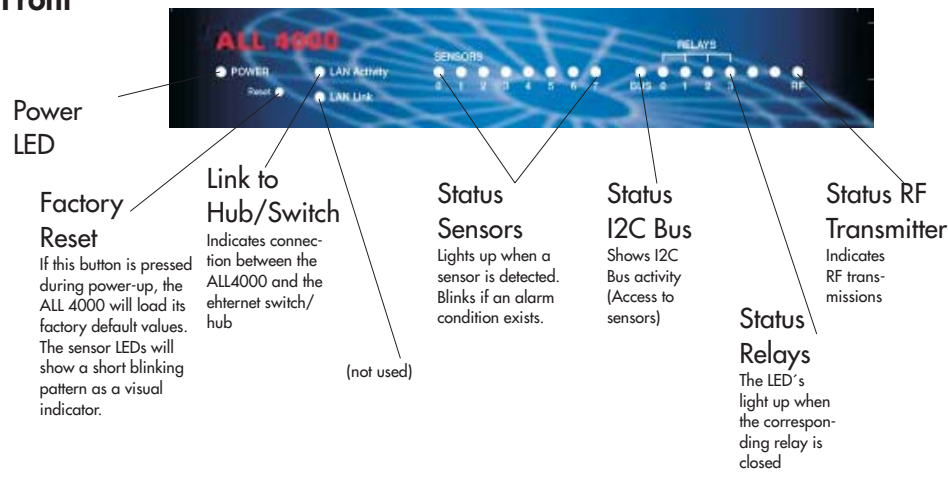 Front
ALL 4000
POWER
LAN Activity
Reset
LAN Link
SENSORS
0 1 2 3 4 5 6 7
RELAYS
BUS 0 1 2 3 RF
Power
LED
Factory
Reset
If this button is pressed
during power-up, the
ALL 4000 will load its
factory default values.
The sensor LEDs will
show a short blinking
pattern as a visual
indicator.
Link to
Hub/Switch
Indicates connec-
tion between the
ALL4000 and the
ehternet switch/
hub
(not used)
Status
Sensors
Lights up when a
sensor is detected.
Blinks if an alarm
condition exists.
Status
I2C Bus
Shows I2C
Bus activity
(Access to
sensors)
Status
Relays
The LED´s
light up when
the correspon-
ding relay is
closed
Status RF
Transmitter
Indicates
RF trans-
missions